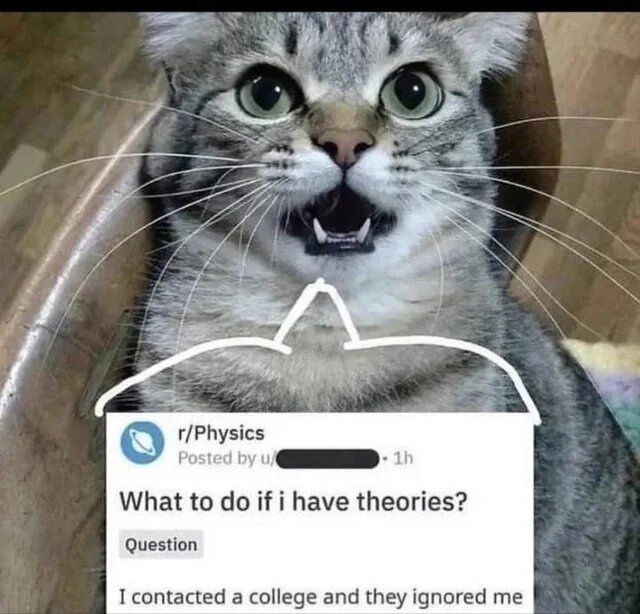 r/Physics
Posted by u/ • 1h
What to do if i have theories?
Question
I contacted a college and they ignored me